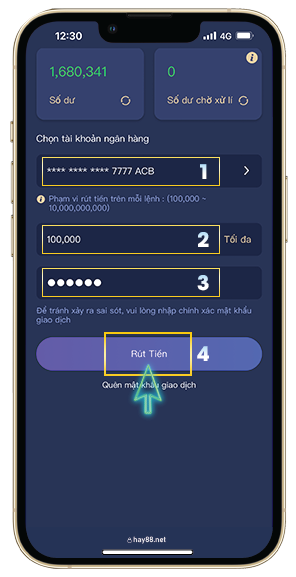 12:30
4G
1,680,341
0
Số dư
Số dư chờ xử lí
Chọn tài khoản ngân hàng
**** **** **** 7777 ACB
1
Phạm vi rút tiền trên mỗi lệnh : (100,000 ~
10,000,000,000)
100,000
2
Tối đa
3
Để tránh xảy ra sai sót, vui lòng nhập chính xác mật khẩu
giao dịch
Rút Tiền
4
Quên mật khẩu giao dịch
hay88.net